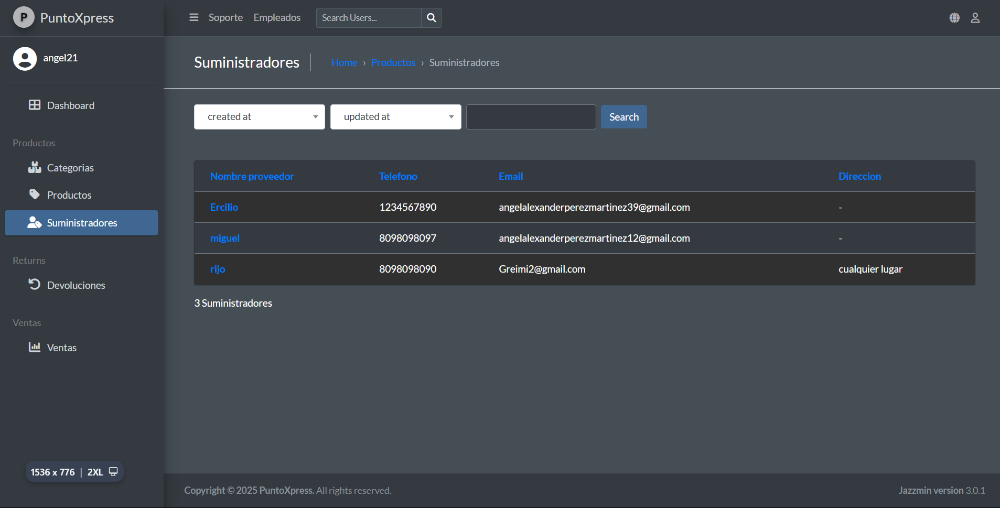 P PuntoXpress
Soporte Empleados Search Users...
angel21
Dashboard
Productos
Categorias
Productos
Suministradores
Returns
Devoluciones
Ventas
Ventas
1536 x 776 | 2XL
Suministradores Home › Productos › Suministradores
created at updated at Search
Nombre proveedor Telefono Email Direccion
Ercilio 1234567890 angelalexanderperezmartinez39@gmail.com -
miguel 8098098097 angelalexanderperezmartinez12@gmail.com -
rijo 8098098090 Greimi2@gmail.com cualquier lugar
3 Suministradores
Copyright © 2025 PuntoXpress. All rights reserved. Jazzmin version 3.0.1